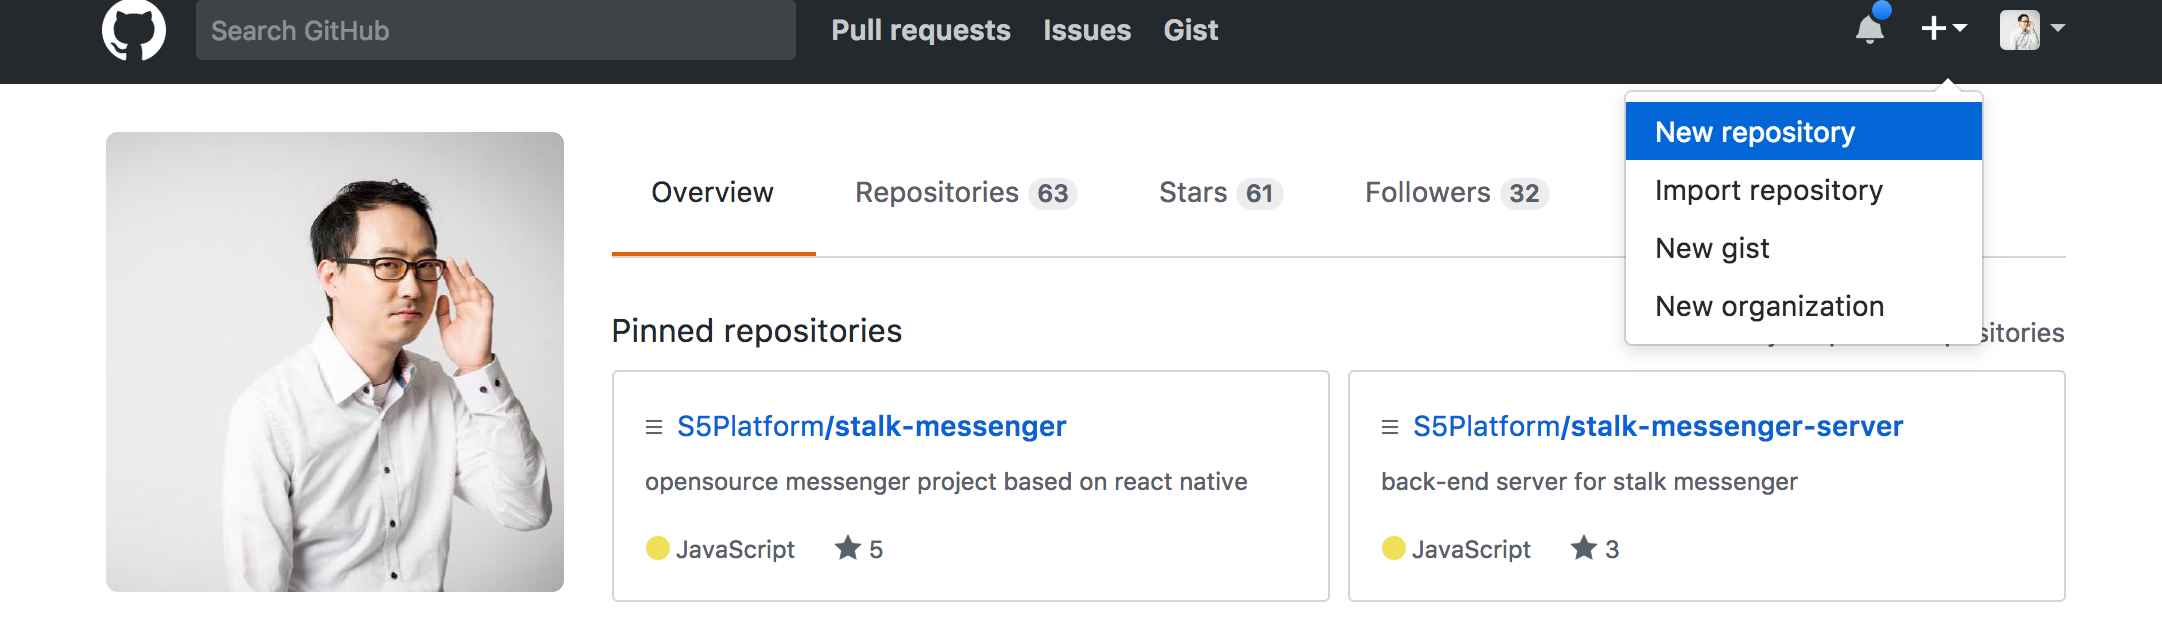 Search GitHub
Pull requests
Issues
Gist
New repository
Import repository
New gist
New organization
Overview
Repositories 63
Stars 61
Followers 32
Pinned repositories
S5Platform/stalk-messenger
opensource messenger project based on react native
JavaScript
5
S5Platform/stalk-messenger-server
back-end server for stalk messenger
JavaScript
3